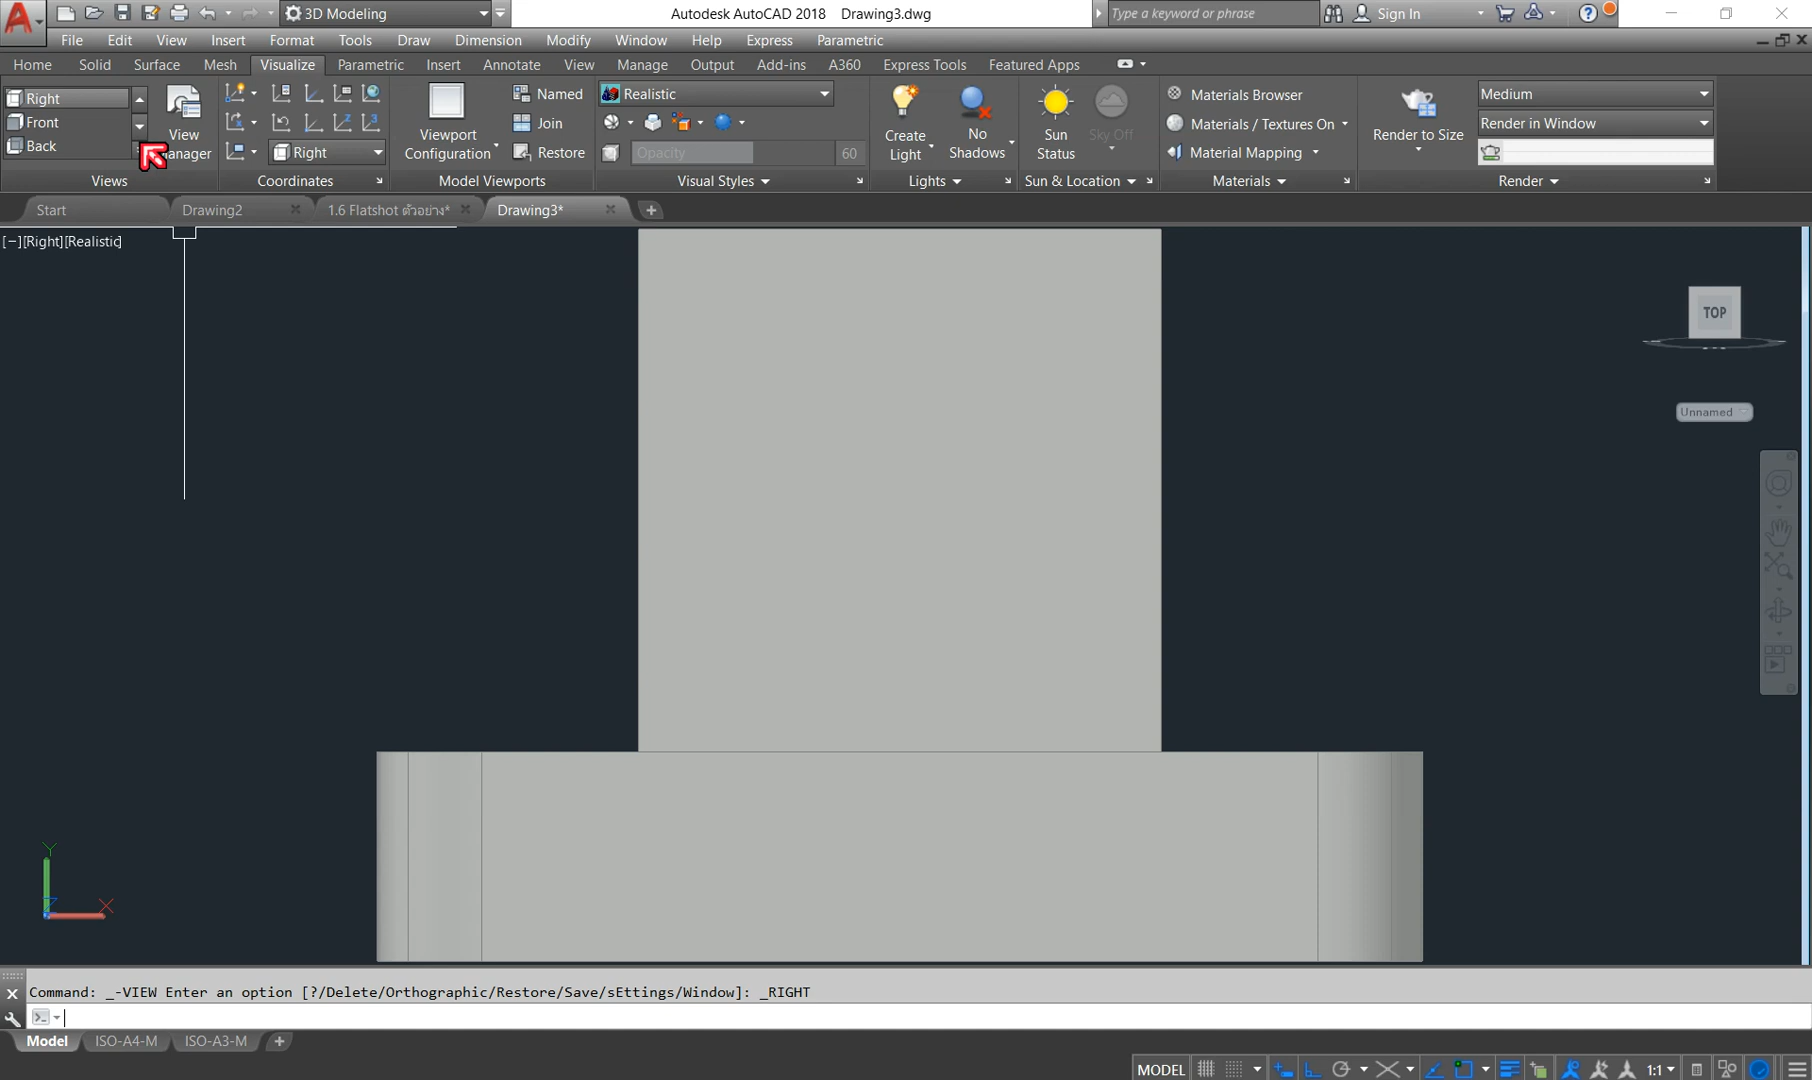 3D Modeling
Autodesk AutoCAD 2018 Drawing3.dwg
Type a keyword or phrase
Sign In
File Edit View Insert Format Tools Draw Dimension Modify Window Help Express Parametric
Home Solid Surface Mesh Visualize Parametric Insert Annotate View Manage Output Add-ins A360 Express Tools Featured Apps
Right
Front
Back
View
Manager
Views
Right
Coordinates
Viewport
Configuration
Named
Join
Restore
Model Viewports
Realistic
Opacity 60
Visual Styles
Create
Light
No
Shadows
Lights
Sun
Status
Sky Off
Sun & Location
Materials Browser
Materials / Textures On
Material Mapping
Materials
Render to Size
Medium
Render in Window
Render
Start Drawing2 1.6 Flatshot ตัวอย่าง* Drawing3*
[−][Right][Realistic]
TOP
Unnamed
Y
X
Command: _-VIEW Enter an option [?/Delete/Orthographic/Restore/Save/sEttings/Window]: _RIGHT
Model ISO-A4-M ISO-A3-M
MODEL 1:1